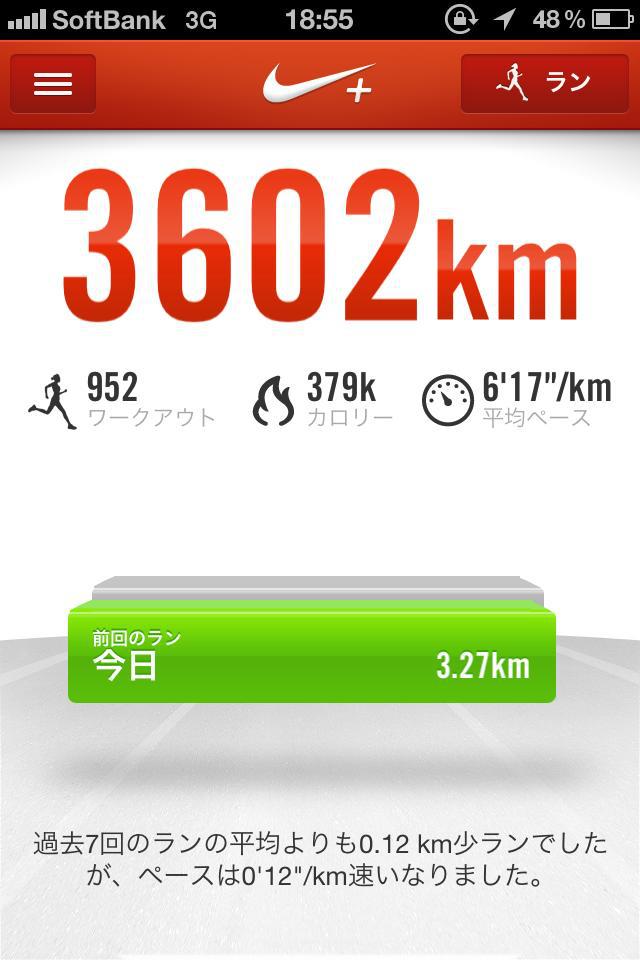 SoftBank 3G 18:55 48%
+ ラン
3602km
952 379k 6'17"/km
ワークアウト カロリー 平均ペース
前回のラン
今日 3.27km
過去7回のランの平均よりも0.12 km少ランでした
が、ペースは0'12"/km速いなりました。